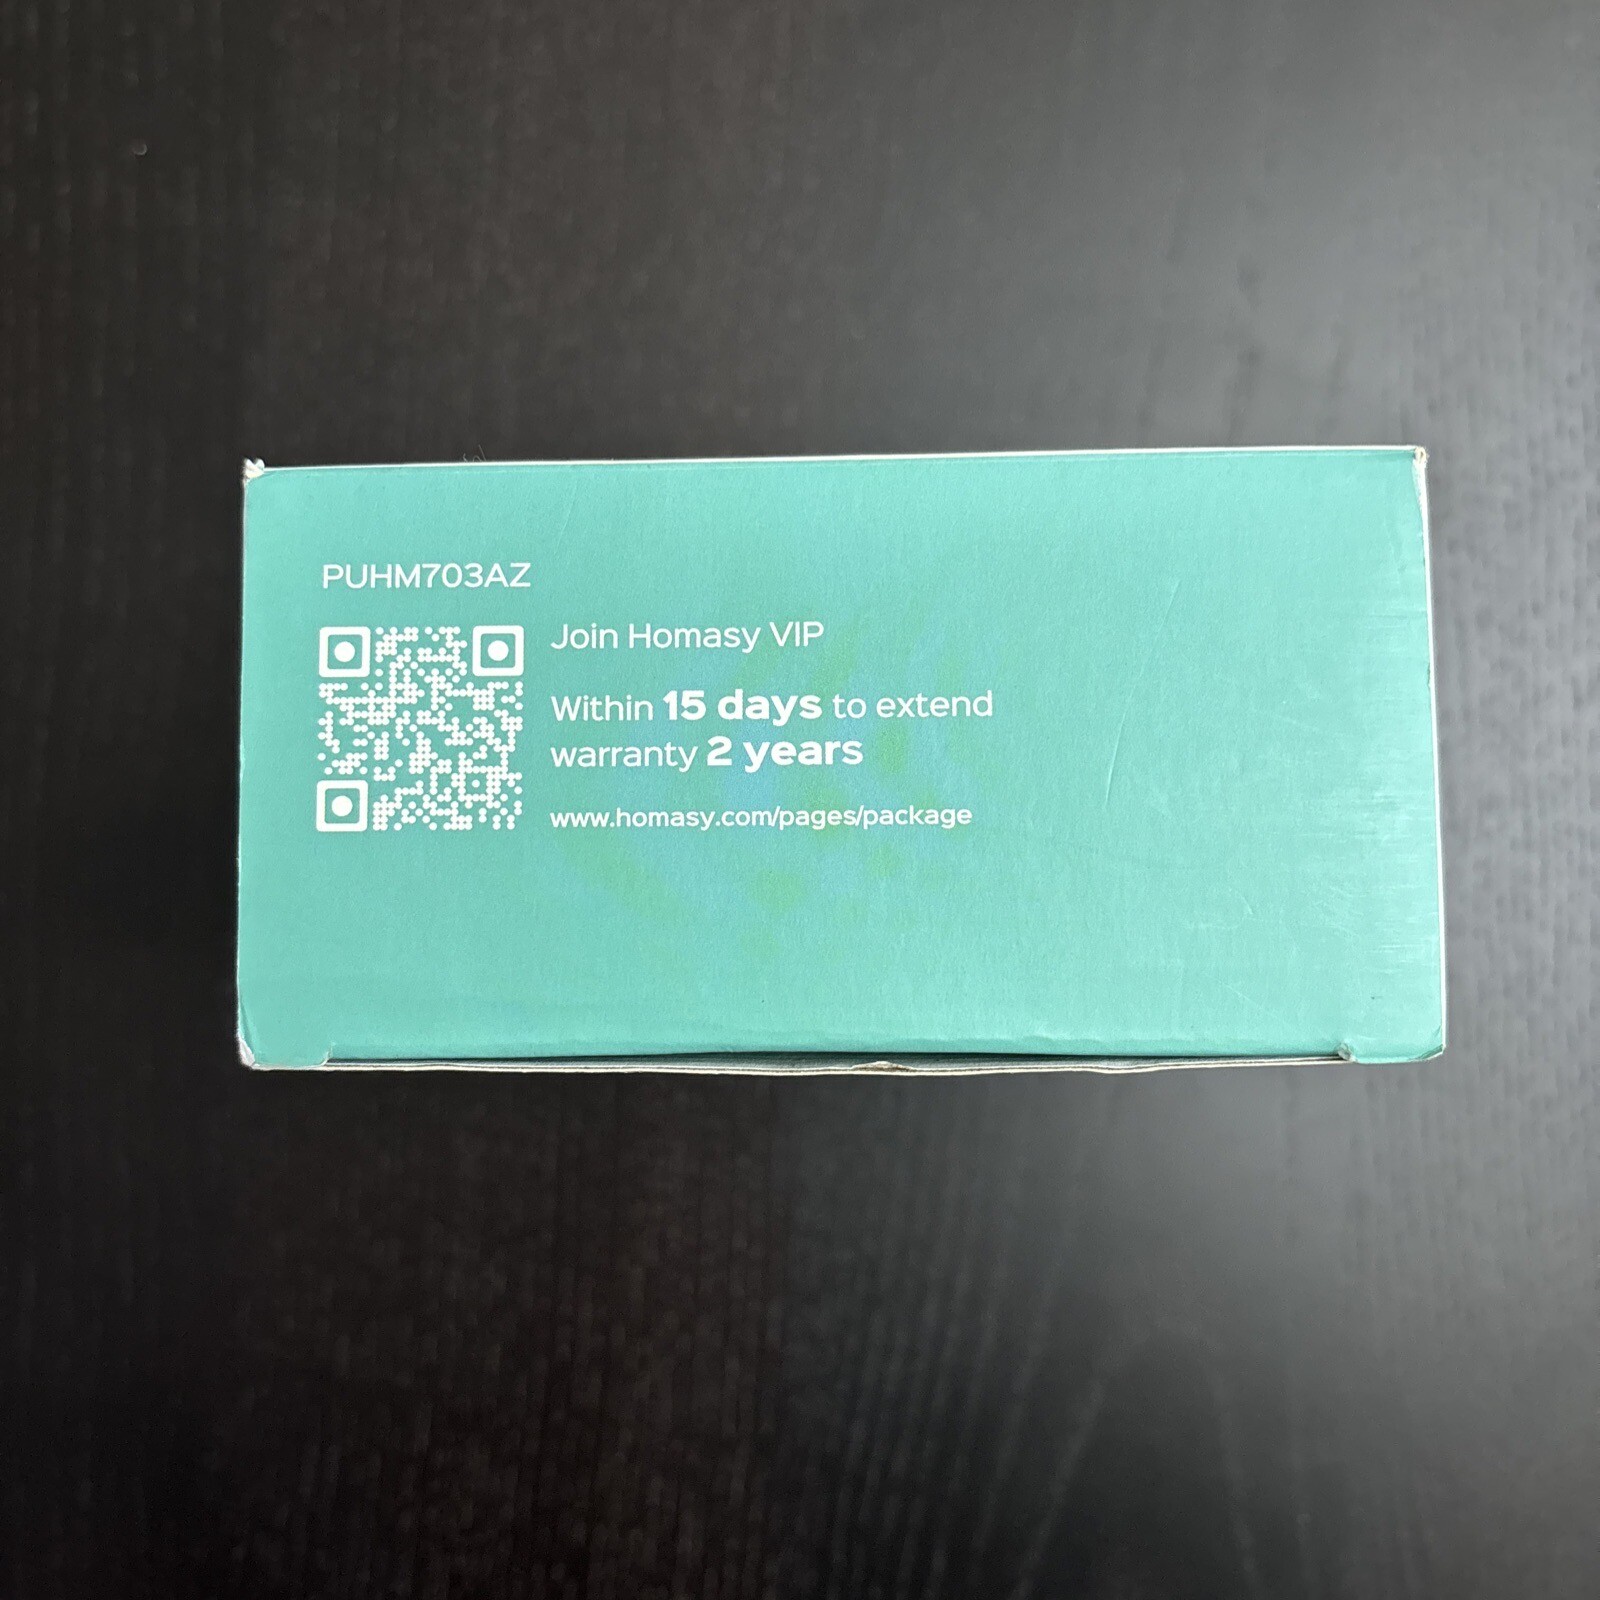 PUHM703AZ
Join Homasy VIP
Within 15 days to extend
warranty 2 years
www.homasy.com/pages/package